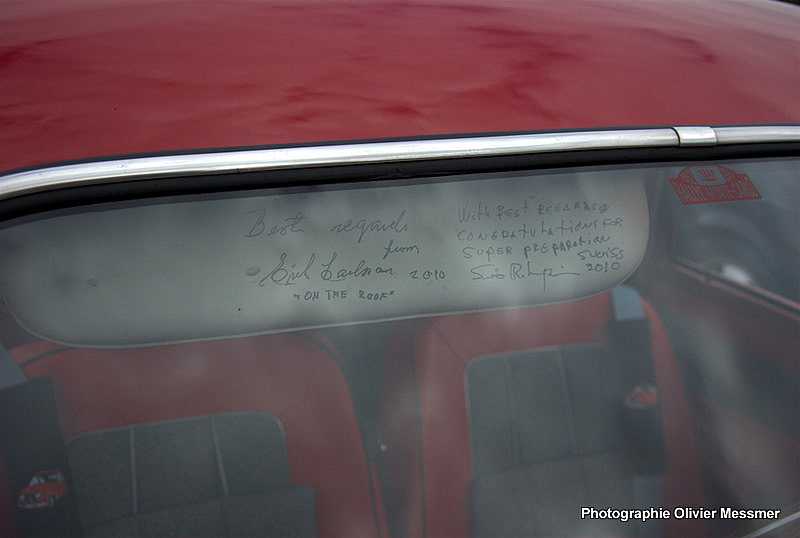 Best regards
from
Erik Carlsson 2010
"ON THE ROOF"
WITH BEST REGARDS &
CONGRATULATIONS FOR
SUPER PREPARATION
SWISS
2010
Photographie Olivier Messmer